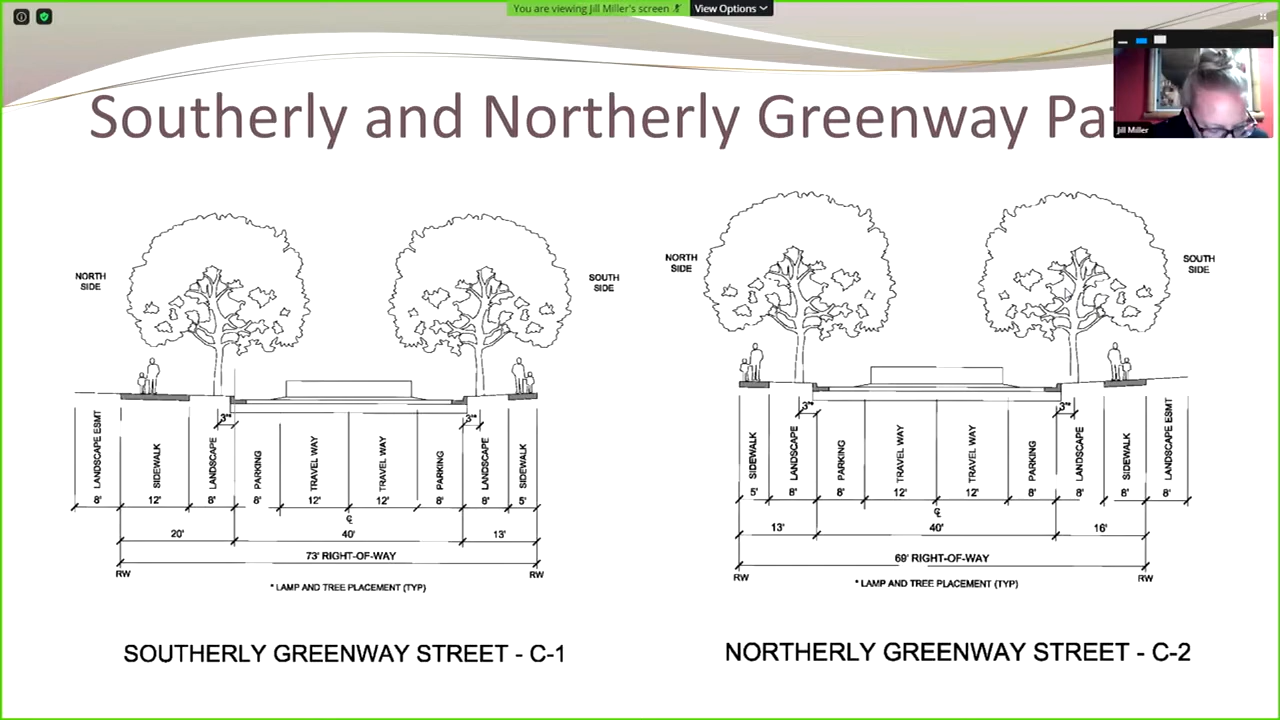 You are viewing Jill Miller's screen
View Options
Southerly and Northerly Greenway
Jill Miller
NORTH SIDE
SOUTH SIDE
3'*
3'*
LANDSCAPE ESMT
SIDEWALK
LANDSCAPE
PARKING
TRAVEL WAY
TRAVEL WAY
PARKING
LANDSCAPE
SIDEWALK
8' 12' 8' 8' 12' 12' 8' 8' 5'
20' 40' 13'
73' RIGHT-OF-WAY
RW RW
* LAMP AND TREE PLACEMENT (TYP)
SOUTHERLY GREENWAY STREET - C-1
NORTH SIDE
SOUTH SIDE
3'*
3'*
SIDEWALK
LANDSCAPE
PARKING
TRAVEL WAY
TRAVEL WAY
PARKING
LANDSCAPE
SIDEWALK
LANDSCAPE ESMT
5' 8' 8' 12' 12' 8' 8' 8' 8'
13' 40' 16'
69' RIGHT-OF-WAY
RW RW
* LAMP AND TREE PLACEMENT (TYP)
NORTHERLY GREENWAY STREET - C-2